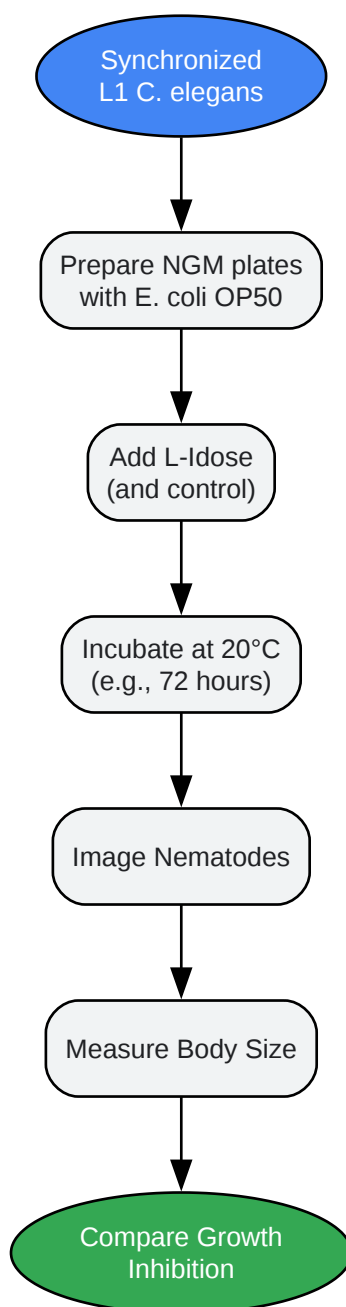 Synchronized
L1 C. elegans
Prepare NGM plates
with E. coli OP50
Add L-Idose
(and control)
Incubate at 20°C
(e.g., 72 hours)
Image Nematodes
Measure Body Size
Compare Growth
Inhibition